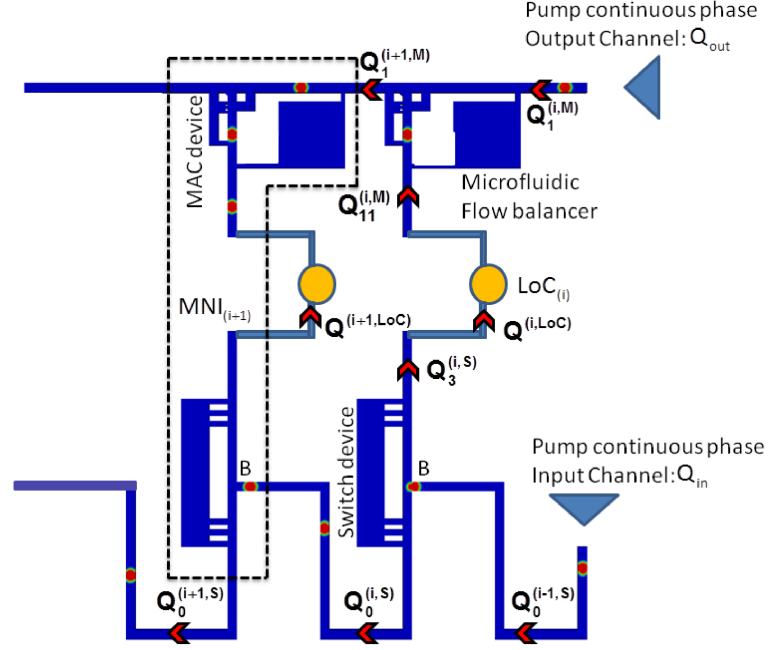 Pump continuous phase
Output Channel: Q_out
Q_1^(i+1,M)
Q_1^(i,M)
MAC device
Microfluidic
Flow balancer
Q_11^(i,M)
MNI_(i+1)
LoC_(i)
Q^(i+1,LoC)
Q^(i,LoC)
Q_3^(i,S)
Switch device
Pump continuous phase
Input Channel: Q_in
B
B
Q_0^(i+1,S)
Q_0^(i,S)
Q_0^(i-1,S)